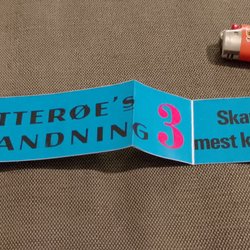 TTERØE'S
ANDNING
3
Ska
mest k